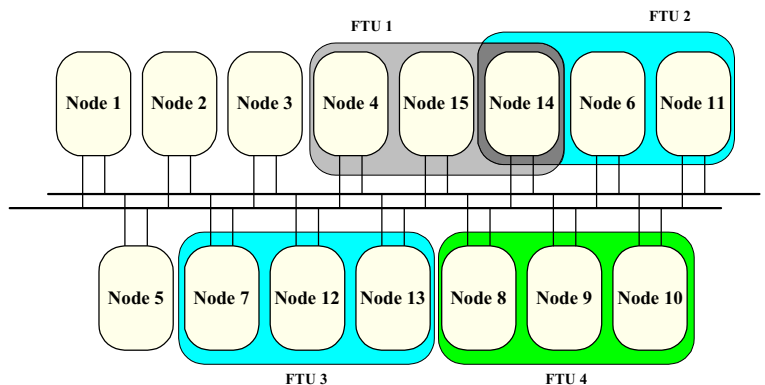 FTU 1
FTU 2
Node 1 Node 2 Node 3 Node 4 Node 15 Node 14 Node 6 Node 11
Node 5 Node 7 Node 12 Node 13 Node 8 Node 9 Node 10
FTU 3 FTU 4